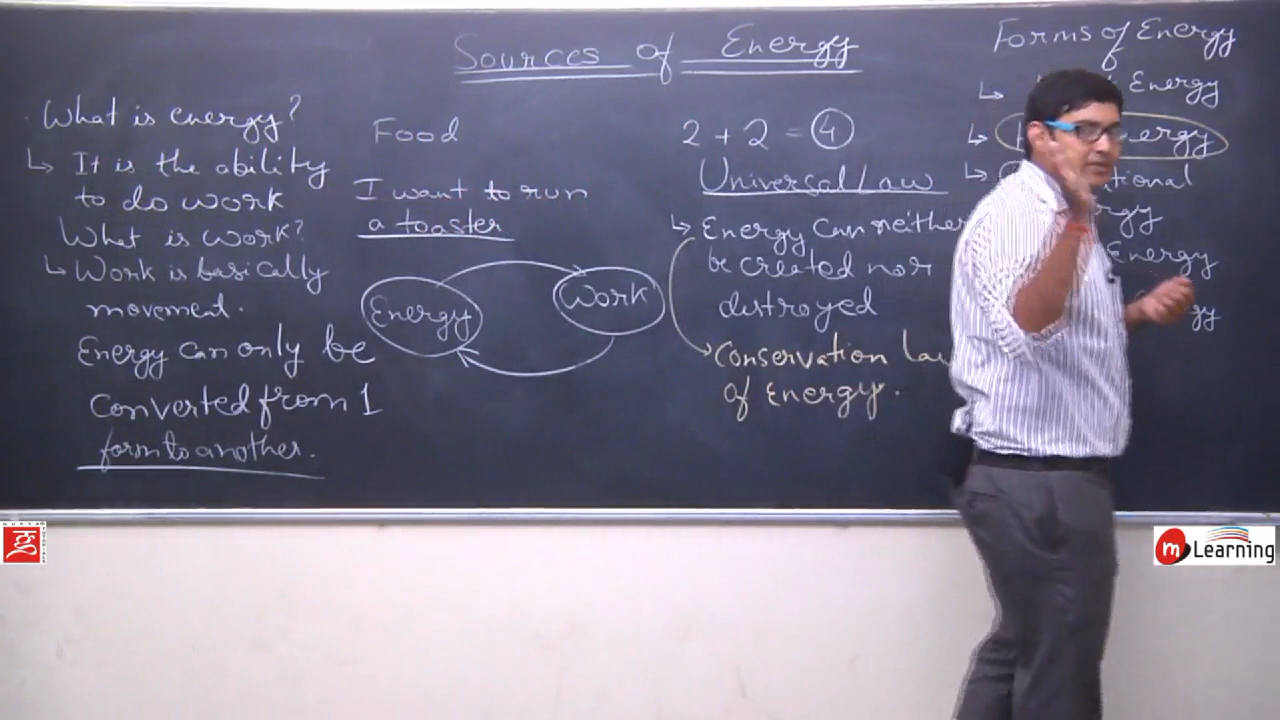 Sources of Energy
What is energy?
It is the ability
to do work
What is work?
Work is basically
movement.
Energy can only be
converted from 1
form to another.
Food
I want to run
a toaster
Energy
Work
2 + 2 = 4
Universal Law
Energy can neither
be created nor
destroyed
Conservation
of Energy.
Forms of Energy
Energy
Energy
mLearning